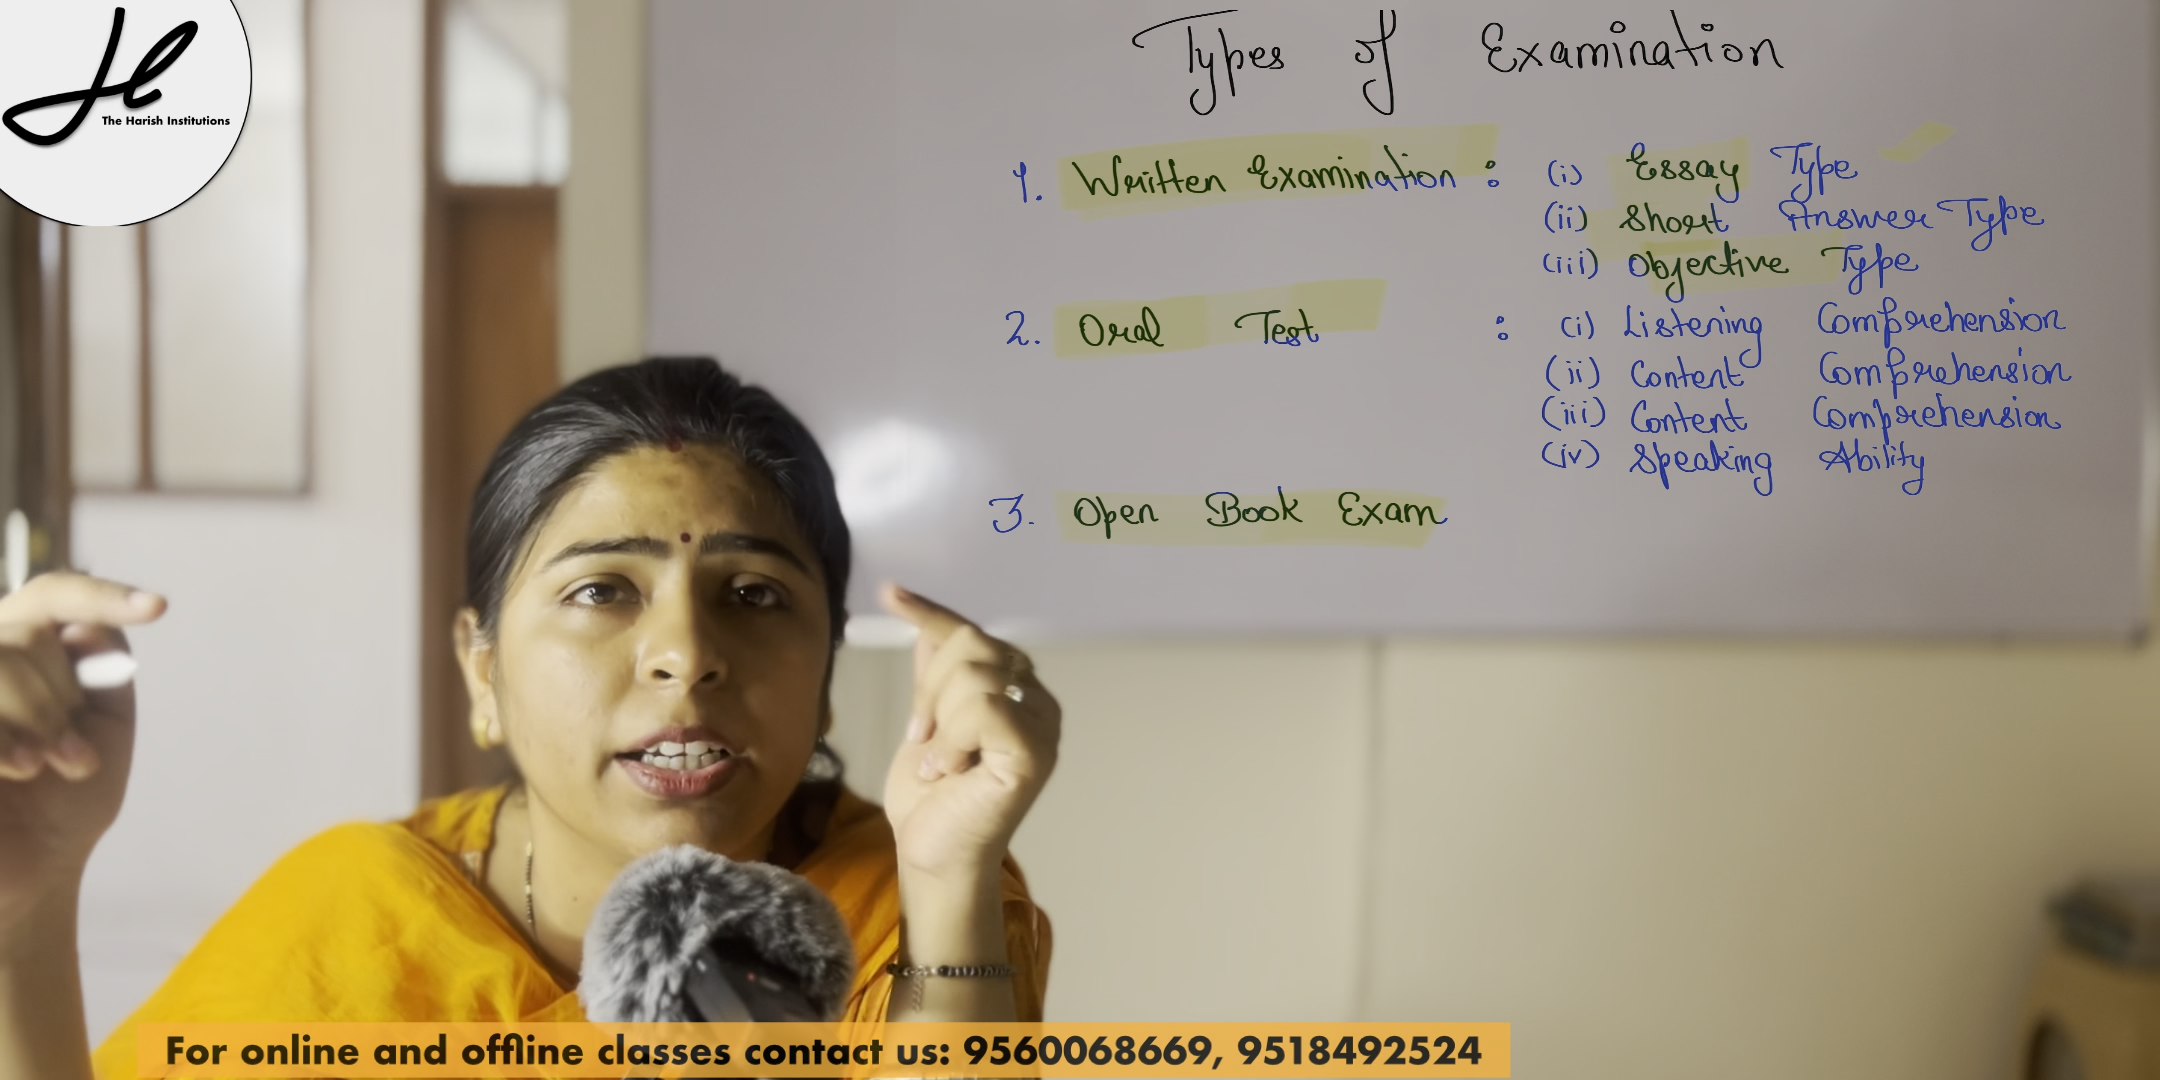 The Harish Institutions
Types of Examination
1. Written Examination : (i) Essay Type
(ii) Short Answer Type
(iii) Objective Type
2. Oral Test : (i) Listening Comprehension
(ii) Content Comprehension
(iii) Content Comprehension
(iv) Speaking Ability
3. Open Book Exam
For online and offline classes contact us: 9560068669, 9518492524